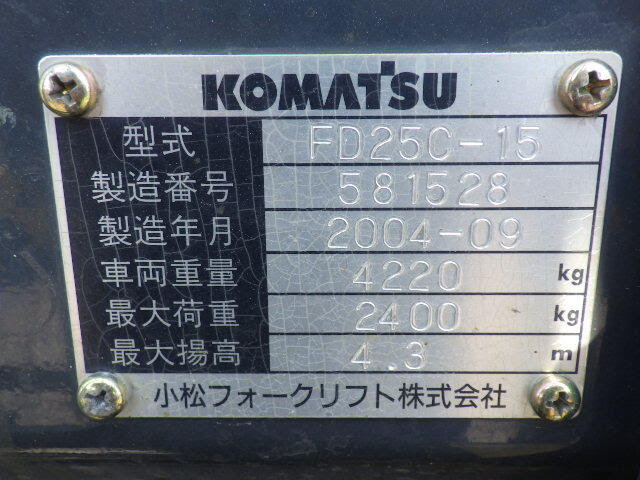 KOMATSU
型式 FD25C-15
製造番号 581528
製造年月 2004-09
車両重量 4220 kg
最大荷重 2400 kg
最大揚高 4.3 m
小松フォークリフト株式会社